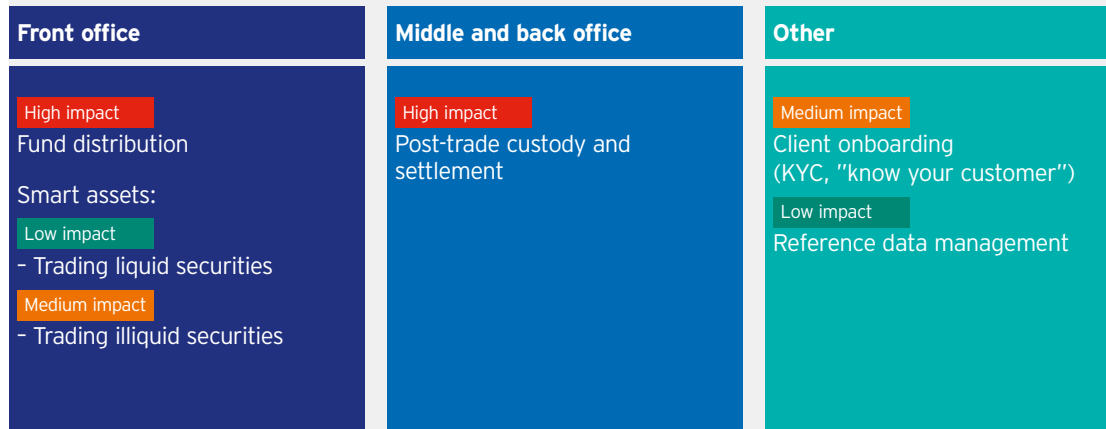 Front office
High impact
Fund distribution
Smart assets:
Low impact
– Trading liquid securities
Medium impact
– Trading illiquid securities
Middle and back office
High impact
Post-trade custody and
settlement
Other
Medium impact
Client onboarding
(KYC, ”know your customer”)
Low impact
Reference data management